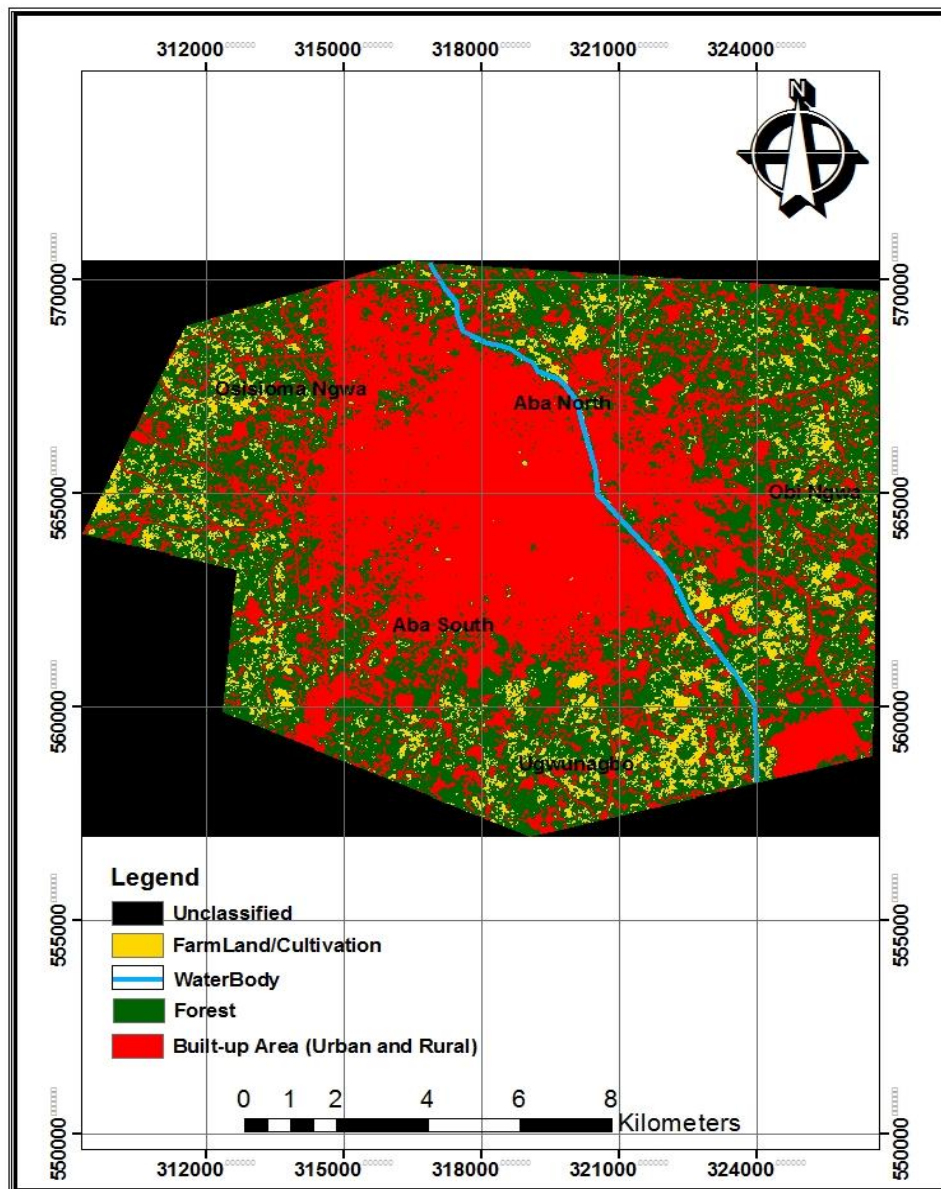 312000 315000 318000 321000 324000
N
570000 570000
Osisioma Ngwa
Aba North
565000 Obi Ngwa 565000
Aba South
560000 560000
Ugwunagbo
Legend
Unclassified
555000 555000
FarmLand/Cultivation
WaterBody
Forest
Built-up Area (Urban and Rural)
0 1 2 4 6 8
Kilometers
550000 550000
312000 315000 318000 321000 324000